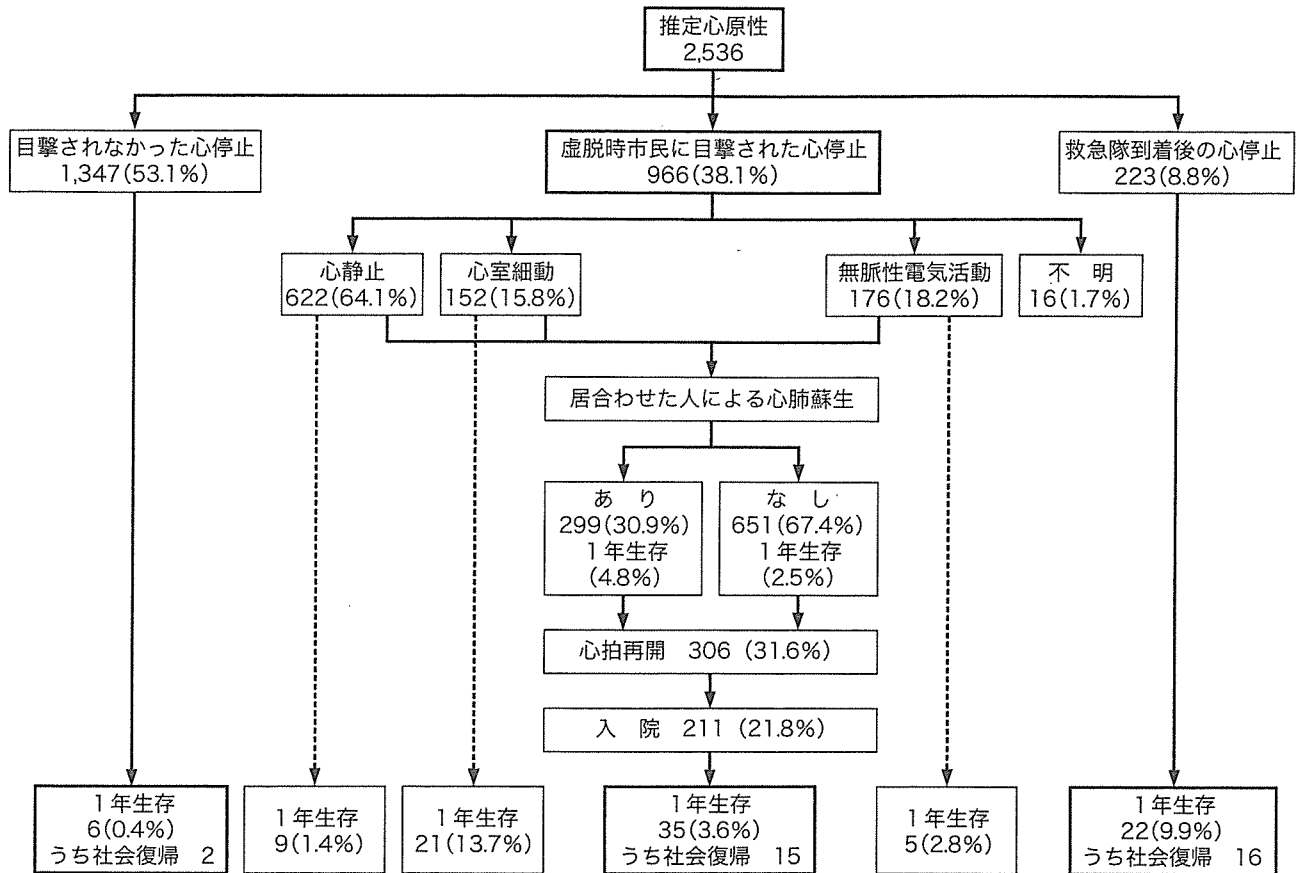 推定心原性
2,536
目撃されなかった心停止
1,347(53.1%)
虚脱時市民に目撃された心停止
966(38.1%)
救急隊到着後の心停止
223(8.8%)
心静止
622(64.1%)
心室細動
152(15.8%)
無脈性電気活動
176(18.2%)
不　明
16(1.7%)
居合わせた人による心肺蘇生
あ　り
299(30.9%)
1年生存
(4.8%)
な　し
651(67.4%)
1年生存
(2.5%)
心拍再開　306（31.6%）
入　院　211（21.8%）
1年生存
6(0.4%)
うち社会復帰　2
1年生存
9(1.4%)
1年生存
21(13.7%)
1年生存
35(3.6%)
うち社会復帰　15
1年生存
5(2.8%)
1年生存
22(9.9%)
うち社会復帰　16